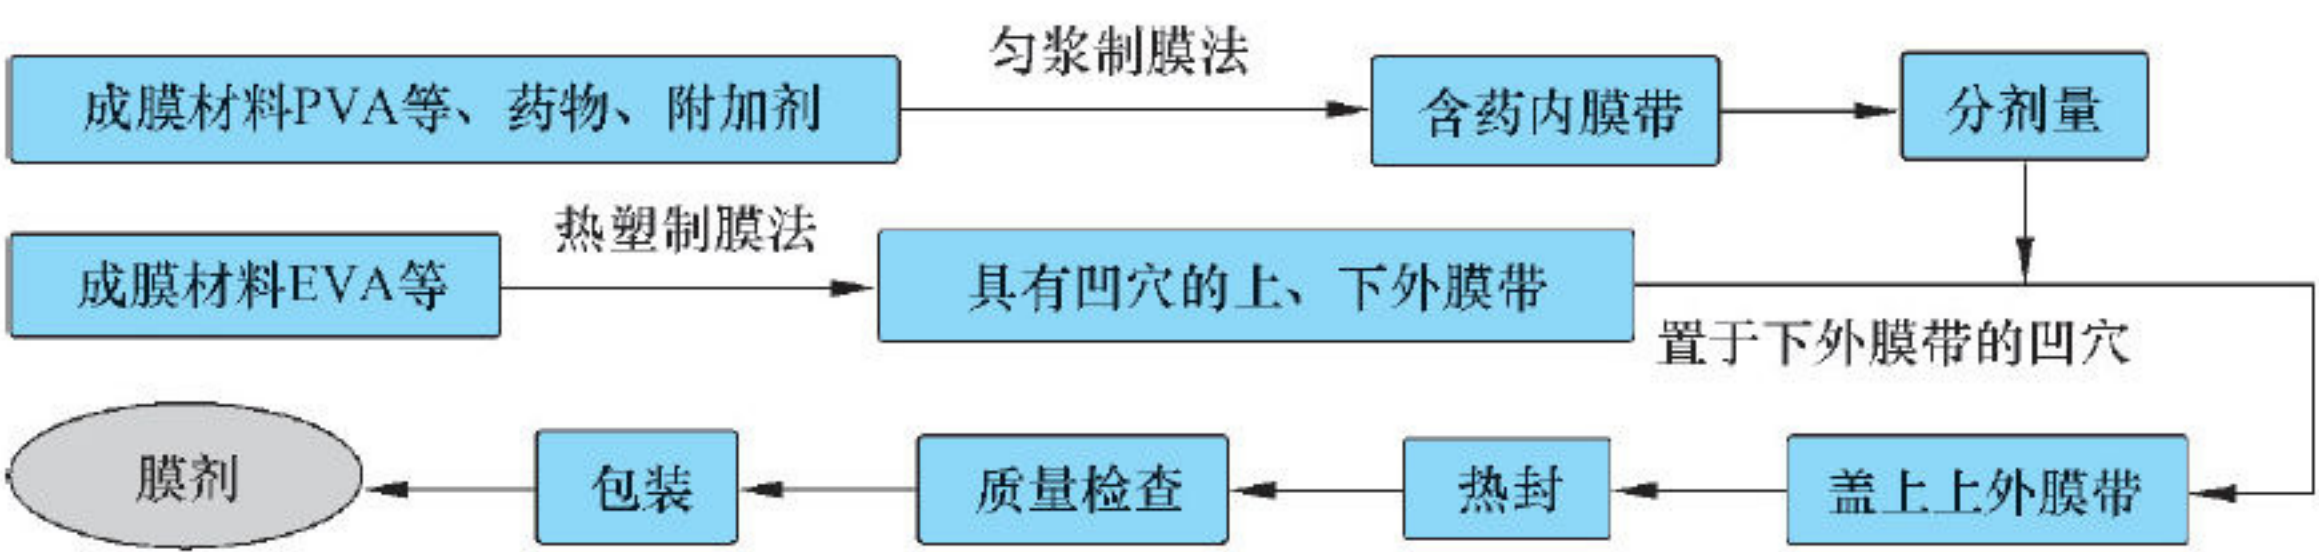 成膜材料PVA等、药物、附加剂
匀浆制膜法
含药内膜带
分剂量
成膜材料EVA等
热塑制膜法
具有凹穴的上、下外膜带
置于下外膜带的凹穴
膜剂
包装
质量检查
热封
盖上上外膜带